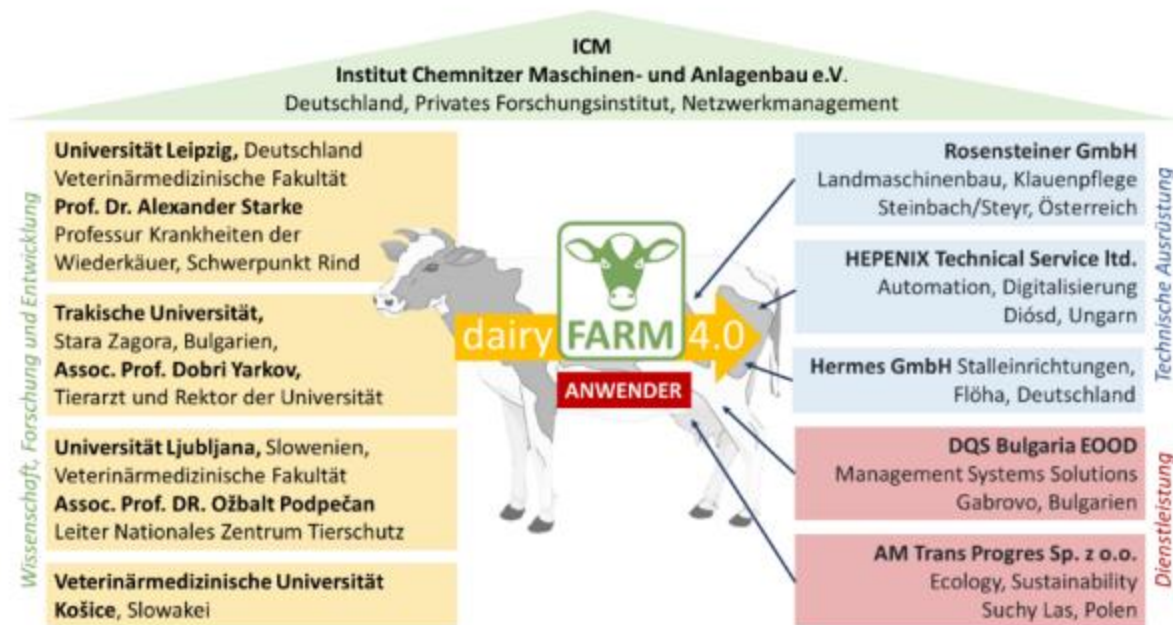 ICM
Institut Chemnitzer Maschinen- und Anlagenbau e.V.
Deutschland, Privates Forschungsinstitut, Netzwerkmanagement
Wissenschaft, Forschung und Entwicklung
Universität Leipzig, Deutschland
Veterinärmedizinische Fakultät
Prof. Dr. Alexander Starke
Professur Krankheiten der
Wiederkäuer, Schwerpunkt Rind
Trakische Universität,
Stara Zagora, Bulgarien,
Assoc. Prof. Dobri Yarkov,
Tierarzt und Rektor der Universität
Universität Ljubljana, Slowenien,
Veterinärmedizinische Fakultät
Assoc. Prof. DR. Ožbalt Podpečan
Leiter Nationales Zentrum Tierschutz
Veterinärmedizinische Universität
Košice, Slowakei
dairy FARM 4.0
ANWENDER
Rosensteiner GmbH
Landmaschinenbau, Klauenpflege
Steinbach/Steyr, Österreich
HEPENIX Technical Service ltd.
Automation, Digitalisierung
Diósd, Ungarn
Hermes GmbH Stalleinrichtungen,
Flöha, Deutschland
Technische Ausrüstung
DQS Bulgaria EOOD
Management Systems Solutions
Gabrovo, Bulgarien
AM Trans Progres Sp. z o.o.
Ecology, Sustainability
Suchy Las, Polen
Dienstleistung